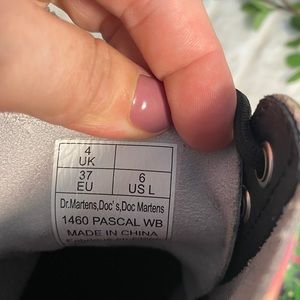 4
UK
37 6
EU US L
Dr.Martens,Doc's,Doc Martens
1460 PASCAL WB
MADE IN CHINA